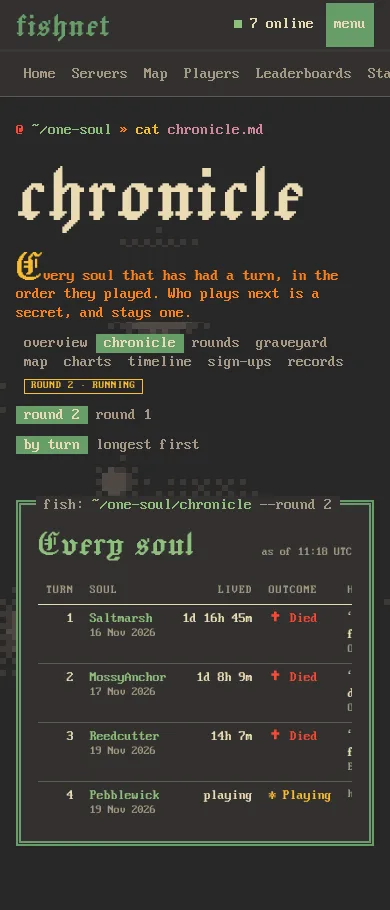 fishnet
7 online
menu
Home Servers Map Players Leaderboards Sta
@ ~/one-soul » cat chronicle.md
chronicle
Every soul that has had a turn, in the
order they played. Who plays next is a
secret, and stays one.
overview chronicle rounds graveyard
map charts timeline sign-ups records
ROUND 2 · RUNNING
round 2 round 1
by turn longest first
fish: ~/one-soul/chronicle --round 2
Every soul
as of 11:18 UTC
TURN SOUL LIVED OUTCOME
1 Saltmarsh 1d 16h 45m ✝ Died
16 Nov 2026
2 MossyAnchor 1d 8h 9m ✝ Died
17 Nov 2026
3 Reedcutter 14h 7m ✝ Died
19 Nov 2026
4 Pebblewick playing Playing
19 Nov 2026